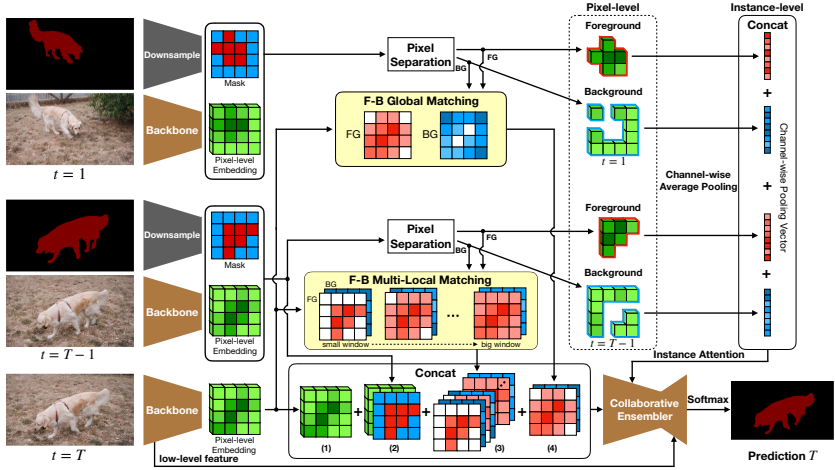 Pixel-level
Instance-level
Foreground
Concat
Downsample
Mask
Pixel
Separation
FG
BG
Backbone
Pixel-level
Embedding
F-B Global Matching
FG
BG
Background
t = 1
t = 1
Channel-wise
Average Pooling
Channel-wise Pooling Vector
+
+
+
Downsample
Mask
Pixel
Separation
FG
BG
Foreground
F-B Multi-Local Matching
BG
FG
...
small window
big window
Background
t = T − 1
Backbone
Pixel-level
Embedding
t = T − 1
Instance Attention
Concat
Backbone
Pixel-level
Embedding
t = T
low-level feature
+
+
+
(1)
(2)
(3)
(4)
Collaborative
Ensembler
Softmax
Prediction T